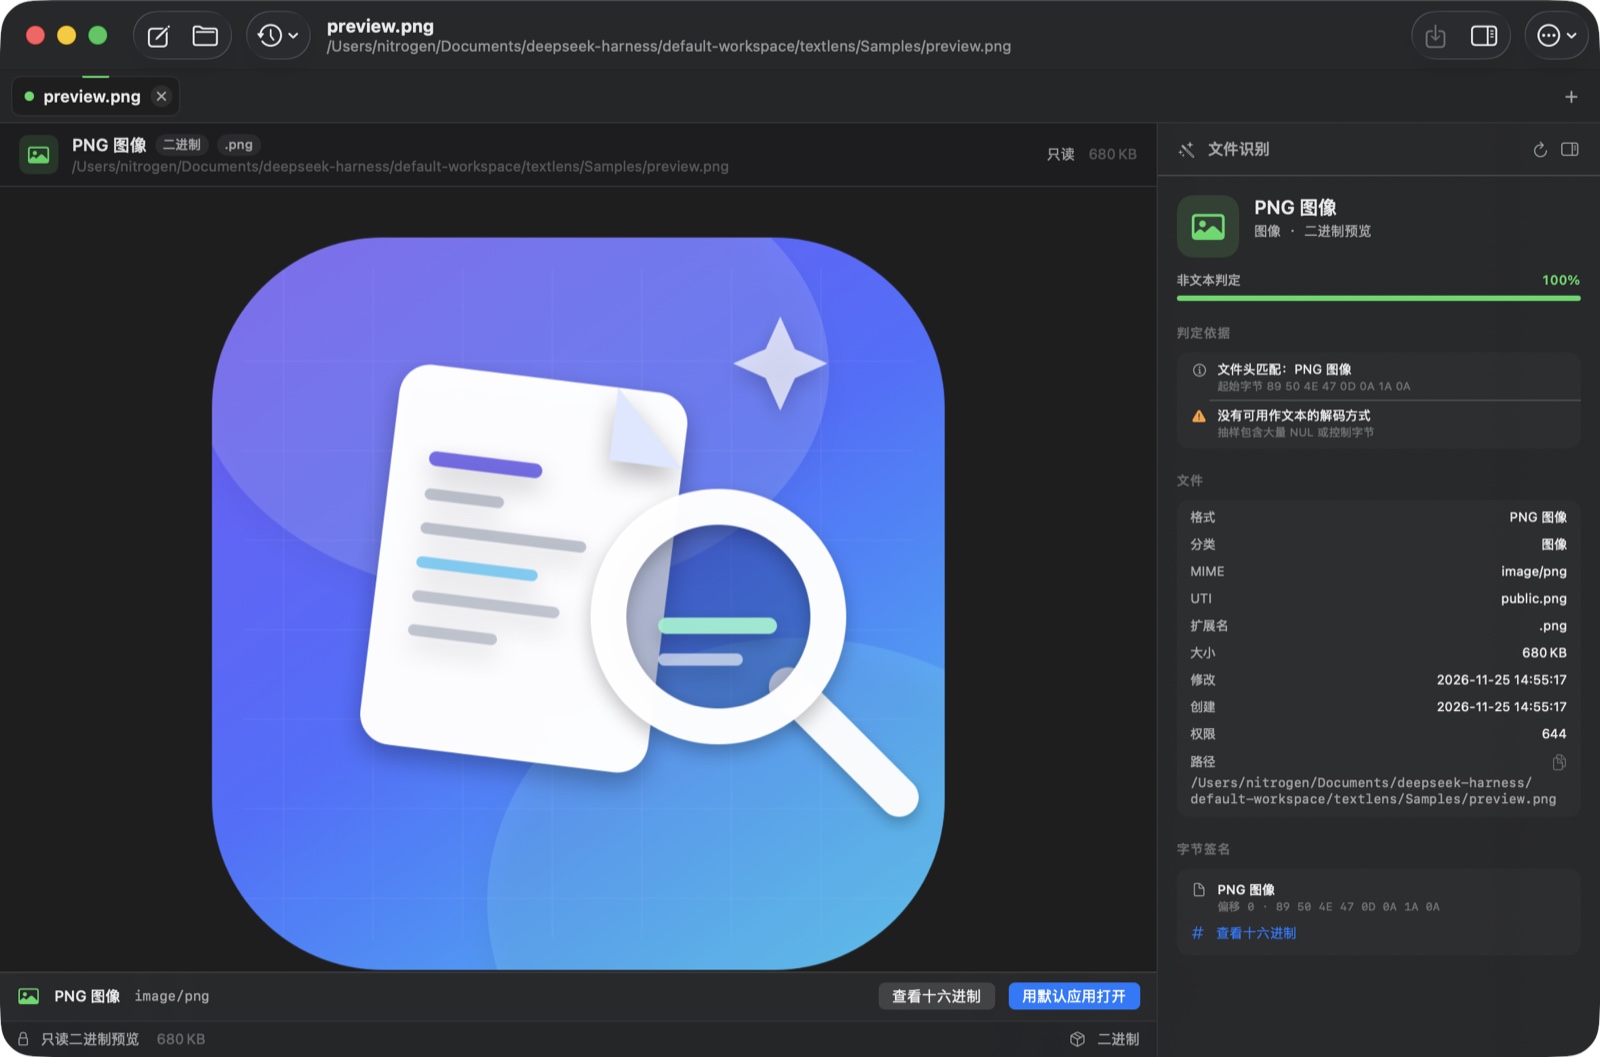 preview.png
/Users/nitrogen/Documents/deepseek-harness/default-workspace/textlens/Samples/preview.png
preview.png
PNG 图像 二进制 .png
/Users/nitrogen/Documents/deepseek-harness/default-workspace/textlens/Samples/preview.png
只读 680 KB
文件识别
PNG 图像
图像 · 二进制预览
非文本判定 100%
判定依据
文件头匹配：PNG 图像
起始字节 89 50 4E 47 0D 0A 1A 0A
没有可用作文本的解码方式
抽样包含大量 NUL 或控制字节
文件
格式 PNG 图像
分类 图像
MIME image/png
UTI public.png
扩展名 .png
大小 680 KB
修改 2026-11-25 14:55:17
创建 2026-11-25 14:55:17
权限 644
路径
/Users/nitrogen/Documents/deepseek-harness/
default-workspace/textlens/Samples/preview.png
字节签名
PNG 图像
偏移 0 · 89 50 4E 47 0D 0A 1A 0A
# 查看十六进制
PNG 图像 image/png
查看十六进制 用默认应用打开
只读二进制预览 680 KB
二进制